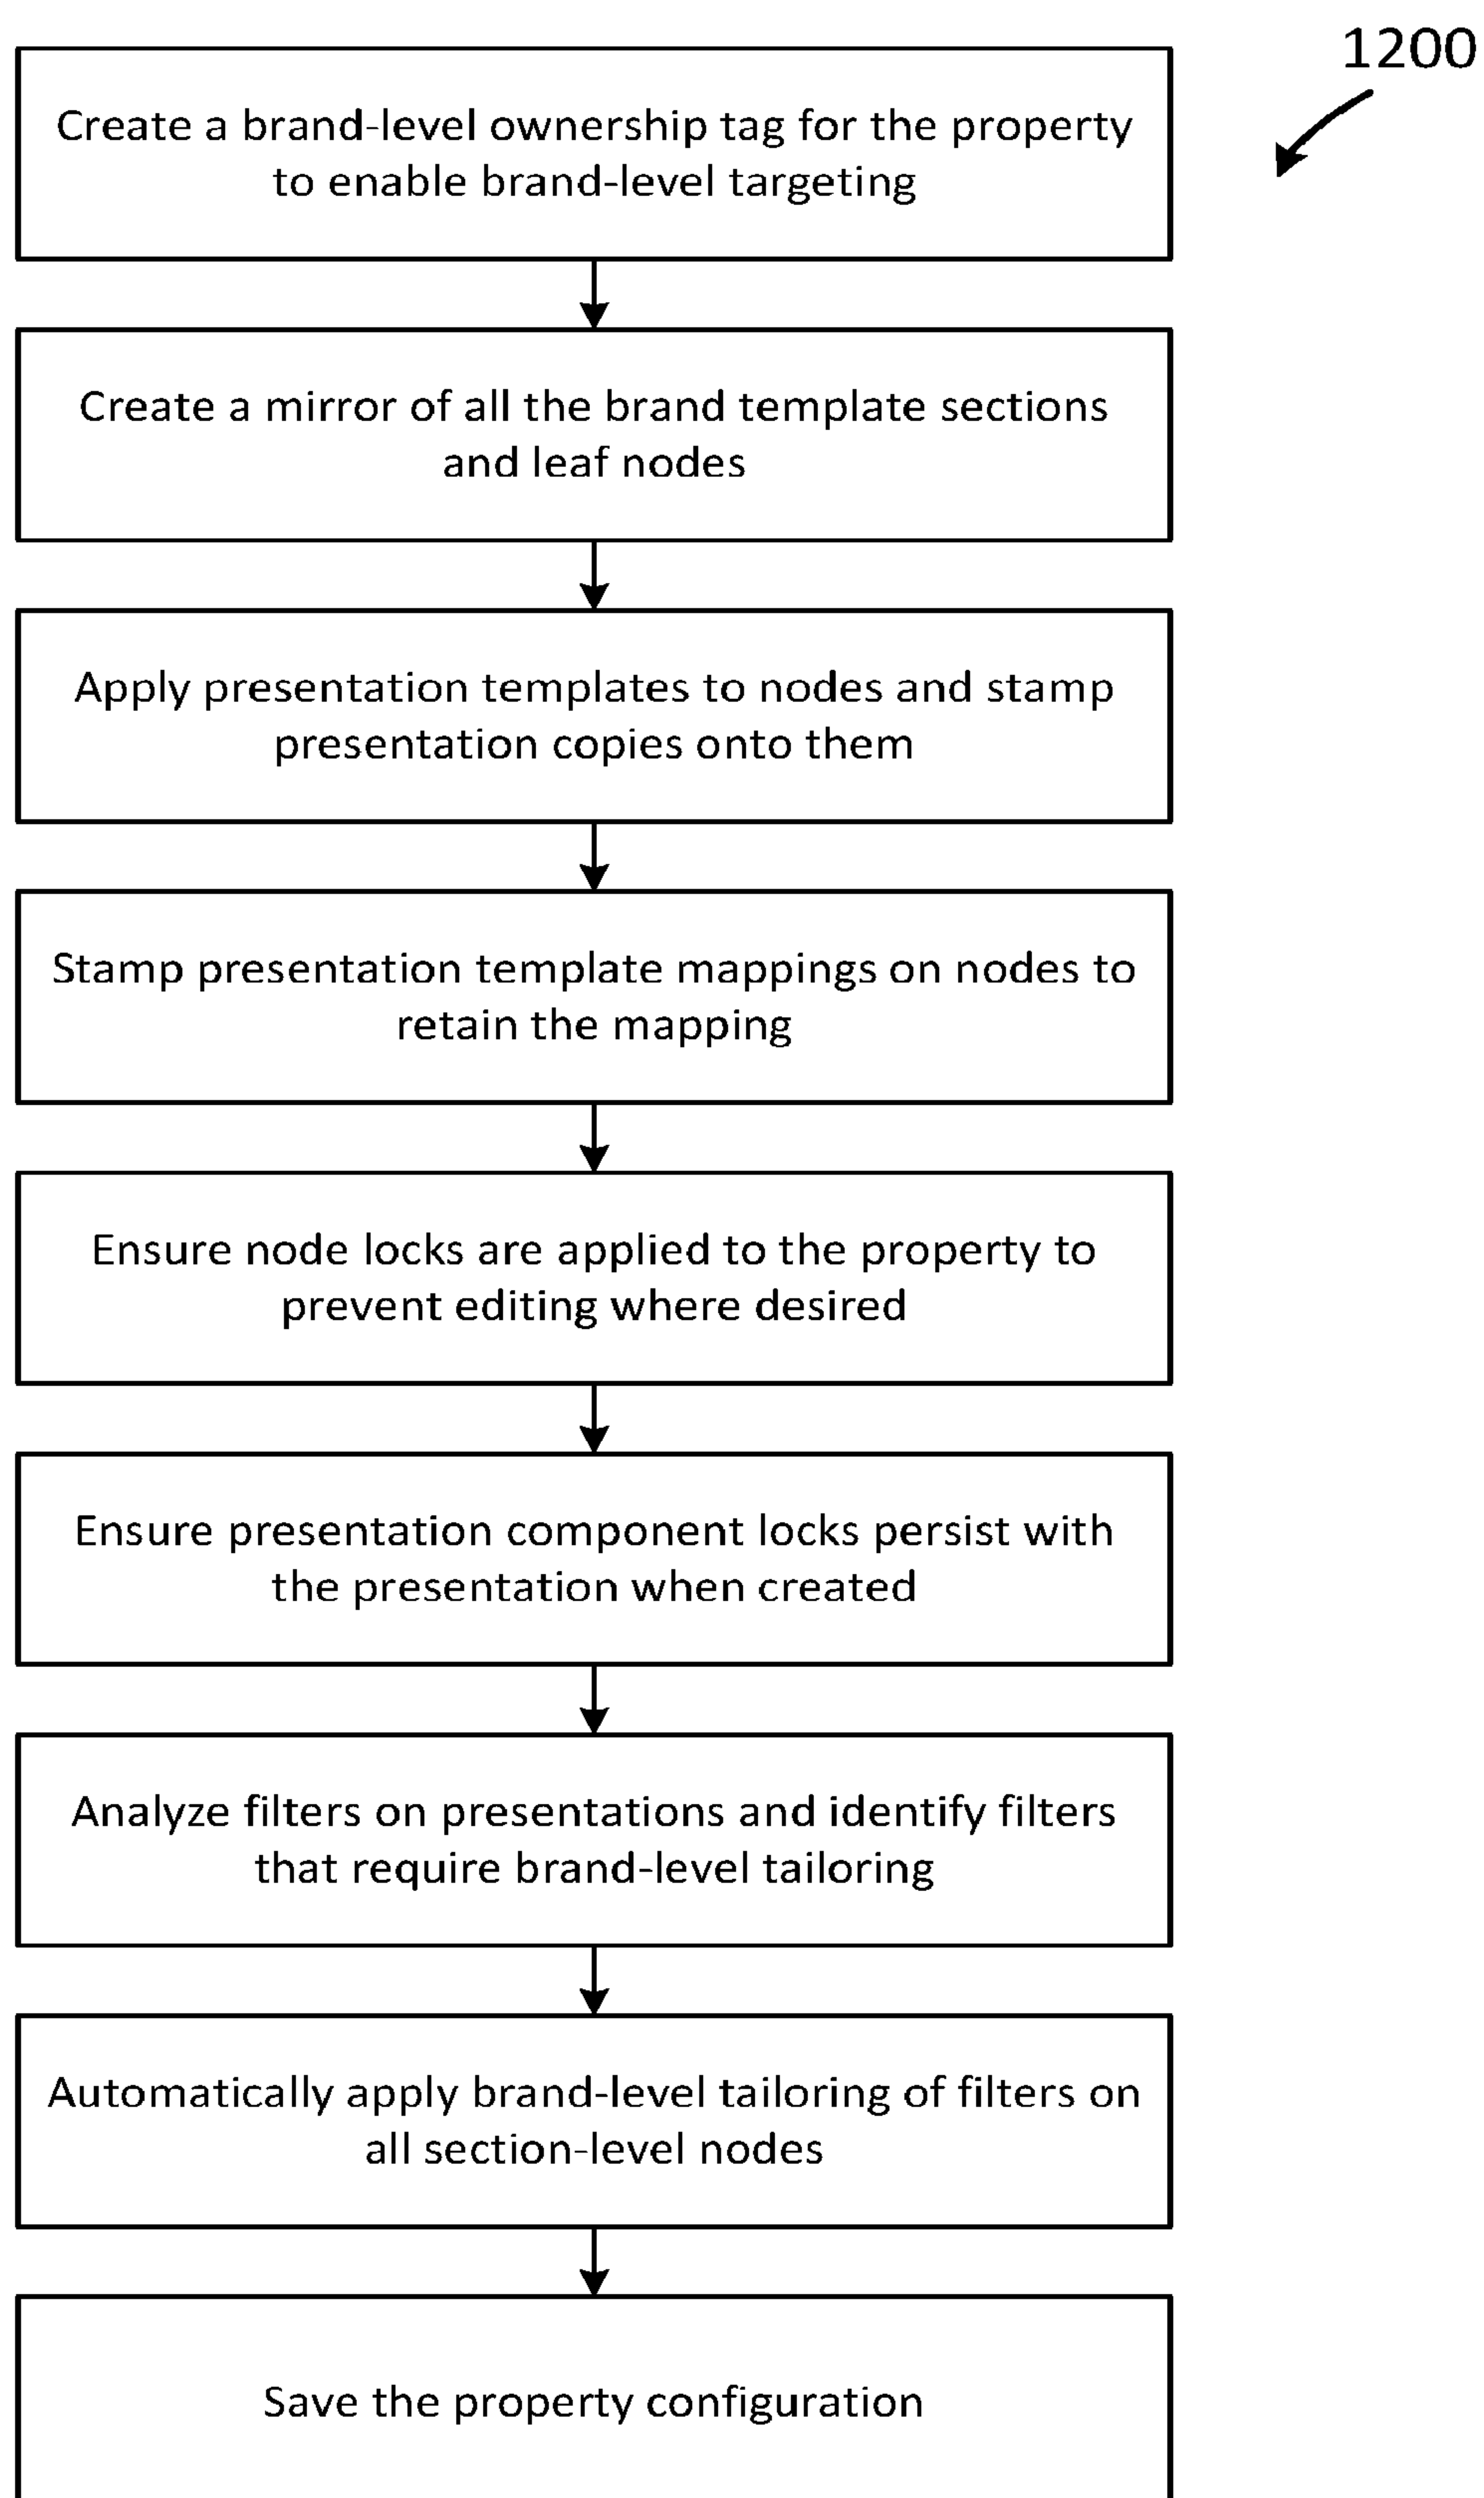 1200
Create a brand-level ownership tag for the property
to enable brand-level targeting
Create a mirror of all the brand template sections
and leaf nodes
Apply presentation templates to nodes and stamp
presentation copies onto them
Stamp presentation template mappings on nodes to
retain the mapping
Ensure node locks are applied to the property to
prevent editing where desired
Ensure presentation component locks persist with
the presentation when created
Analyze filters on presentations and identify filters
that require brand-level tailoring
Automatically apply brand-level tailoring of filters on
all section-level nodes
Save the property configuration